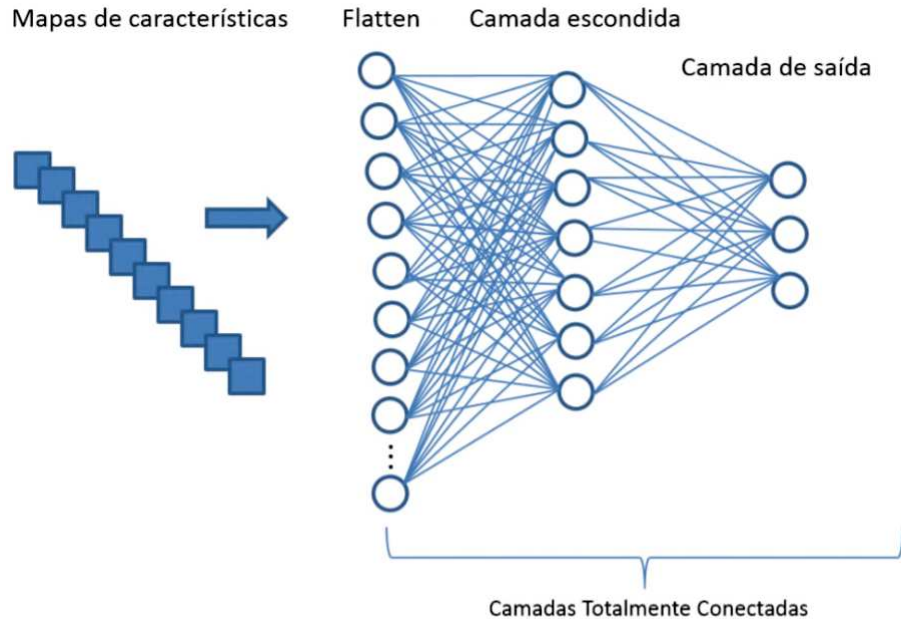 Mapas de características
Flatten
Camada escondida
Camada de saída
Camadas Totalmente Conectadas